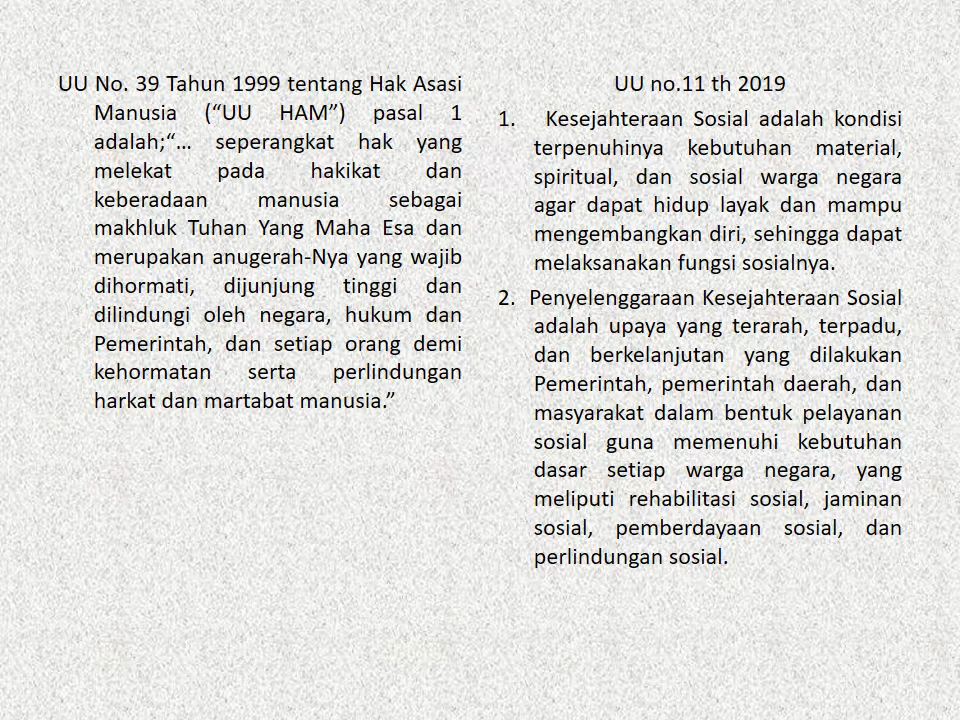 UU No. 39 Tahun 1999 tentang Hak Asasi
Manusia (“UU HAM”) pasal 1
adalah;“… seperangkat hak yang
melekat pada hakikat dan
keberadaan manusia sebagai
makhluk Tuhan Yang Maha Esa dan
merupakan anugerah-Nya yang wajib
dihormati, dijunjung tinggi dan
dilindungi oleh negara, hukum dan
Pemerintah, dan setiap orang demi
kehormatan serta perlindungan
harkat dan martabat manusia.”
UU no.11 th 2019
1. Kesejahteraan Sosial adalah kondisi
terpenuhinya kebutuhan material,
spiritual, dan sosial warga negara
agar dapat hidup layak dan mampu
mengembangkan diri, sehingga dapat
melaksanakan fungsi sosialnya.
2. Penyelenggaraan Kesejahteraan Sosial
adalah upaya yang terarah, terpadu,
dan berkelanjutan yang dilakukan
Pemerintah, pemerintah daerah, dan
masyarakat dalam bentuk pelayanan
sosial guna memenuhi kebutuhan
dasar setiap warga negara, yang
meliputi rehabilitasi sosial, jaminan
sosial, pemberdayaan sosial, dan
perlindungan sosial.